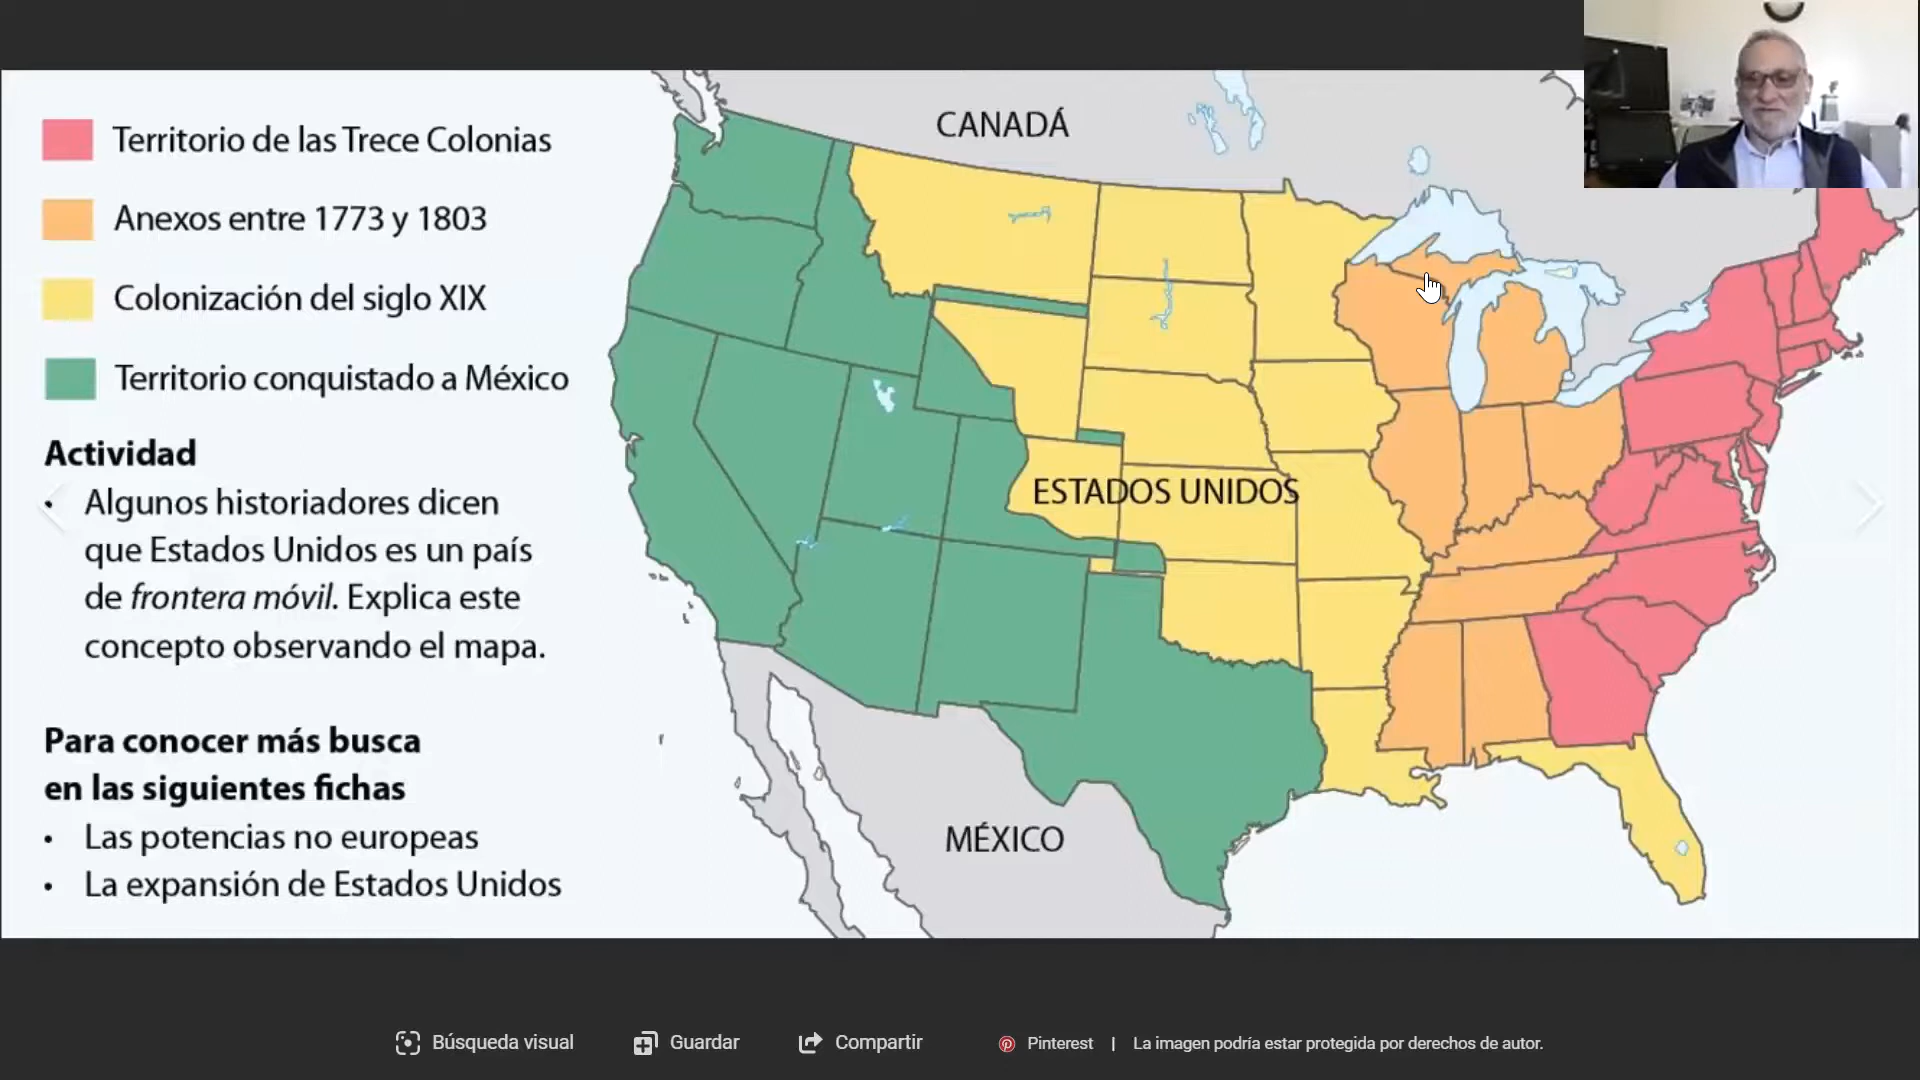 Territorio de las Trece Colonias
Anexos entre 1773 y 1803
Colonización del siglo XIX
Territorio conquistado a México
Actividad
• Algunos historiadores dicen
que Estados Unidos es un país
de frontera móvil. Explica este
concepto observando el mapa.
Para conocer más busca
en las siguientes fichas
• Las potencias no europeas
• La expansión de Estados Unidos
CANADÁ
ESTADOS UNIDOS
MÉXICO
Búsqueda visual
Guardar
Compartir
Pinterest | La imagen podría estar protegida por derechos de autor.